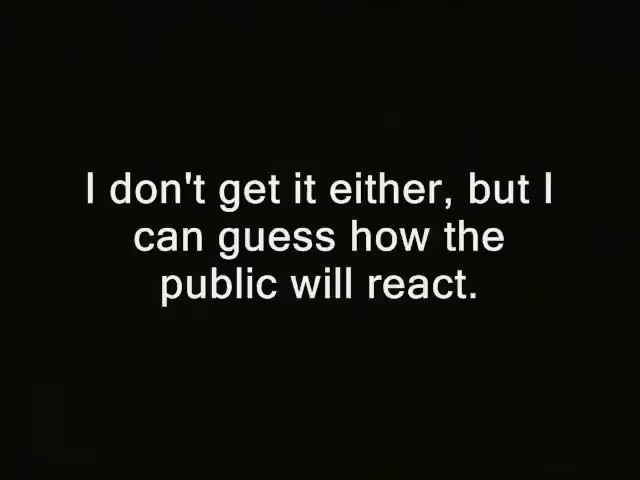 I don't get it either, but I
can guess how the
public will react.